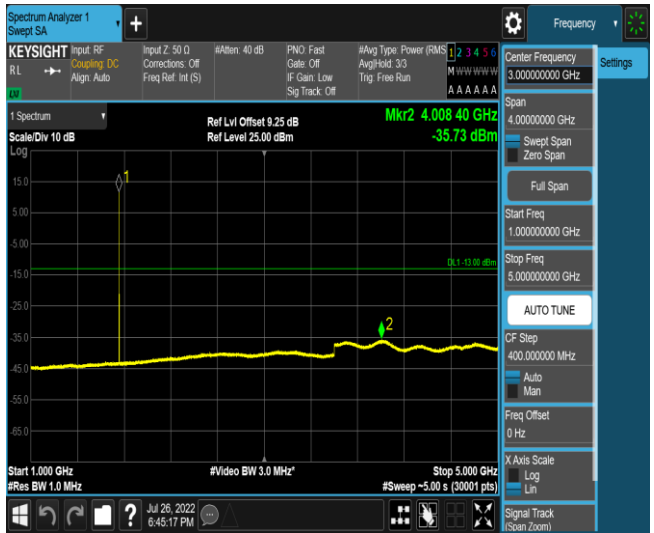 Spectrum Analyzer 1
Swept SA
Frequency
KEYSIGHT
Input: RF
Coupling: DC
Align: Auto
RL
LXI
Input Z: 50 Ω
Corrections: Off
Freq Ref: Int (S)
#Atten: 40 dB
PNO: Fast
Gate: Off
IF Gain: Low
Sig Track: Off
#Avg Type: Power (RMS
Avg|Hold: 3/3
Trig: Free Run
1 2 3 4 5 6
M W W W W W
A A A A A A
1 Spectrum
Scale/Div 10 dB
Ref Lvl Offset 9.25 dB
Ref Level 25.00 dBm
Mkr2 4.008 40 GHz
-35.73 dBm
Log
15.0
5.00
-5.00
-15.0
-25.0
-35.0
-45.0
-55.0
-65.0
1
DL1 -13.00 dBm
2
Start 1.000 GHz
#Res BW 1.0 MHz
#Video BW 3.0 MHz*
Stop 5.000 GHz
#Sweep ~5.00 s (30001 pts)
Jul 26, 2022
6:45:17 PM
Center Frequency
3.000000000 GHz
Span
4.00000000 GHz
Swept Span
Zero Span
Full Span
Start Freq
1.000000000 GHz
Stop Freq
5.000000000 GHz
AUTO TUNE
CF Step
400.000000 MHz
Auto
Man
Freq Offset
0 Hz
X Axis Scale
Log
Lin
Signal Track
(Span Zoom)
Settings